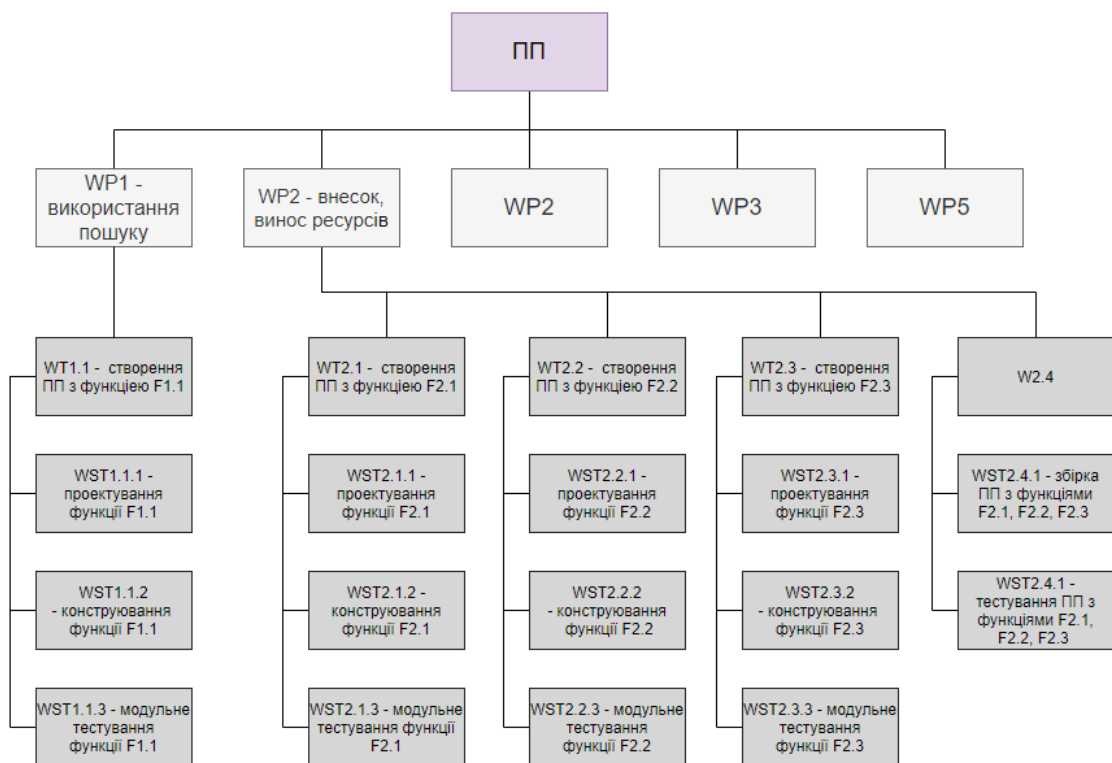 ПП
WP1 -
використання
пошуку
WP2 - внесок,
винос ресурсів
WP2
WP3
WP5
WT1.1 - створення
ПП з функціею F1.1
WT2.1 - створення
ПП з функціею F2.1
WT2.2 - створення
ПП з функціею F2.2
WT2.3 - створення
ПП з функціею F2.3
W2.4
WST1.1.1 -
проектування
функції F1.1
WST2.1.1 -
проектування
функції F2.1
WST2.2.1 -
проектування
функції F2.2
WST2.3.1 -
проектування
функції F2.3
WST2.4.1 - збірка
ПП з функціями
F2.1, F2.2, F2.3
WST1.1.2
- конструювання
функції F1.1
WST2.1.2
- конструювання
функції F2.1
WST2.2.2
- конструювання
функції F2.2
WST2.3.2
- конструювання
функції F2.3
WST2.4.1 -
тестування ПП з
функціями F2.1,
F2.2, F2.3
WST1.1.3 - модульне
тестування
функції F1.1
WST2.1.3 - модульне
тестування функції
F2.1
WST2.2.3 - модульне
тестування
функції F2.2
WST2.3.3 - модульне
тестування
функції F2.3